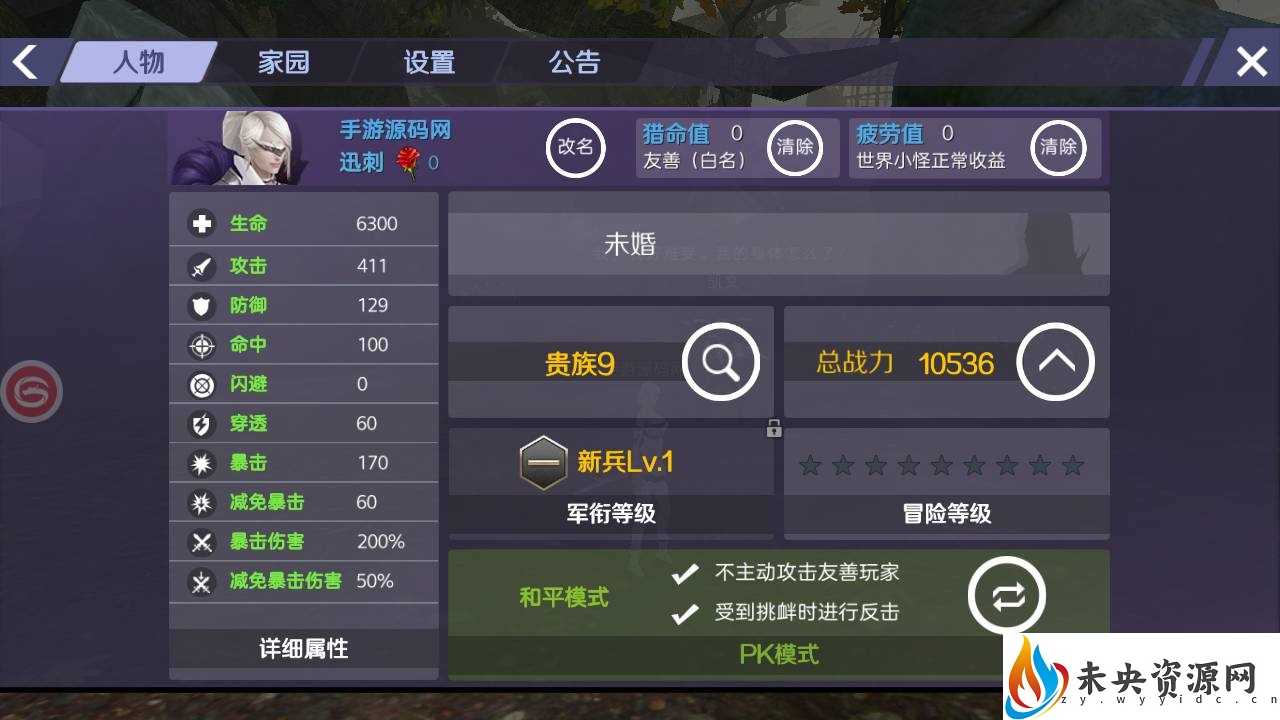 人物 家园 设置 公告
手游源码网
迅刺 0
改名
猎命值 0
友善（白名）
清除
疲劳值 0
世界小怪正常收益
清除
生命 6300
攻击 411
防御 129
命中 100
闪避 0
穿透 60
暴击 170
减免暴击 60
暴击伤害 200%
减免暴击伤害 50%
详细属性
未婚
贵族9
总战力 10536
新兵Lv.1
军衔等级
冒险等级
和平模式
不主动攻击友善玩家
受到挑衅时进行反击
PK模式
未央资源网
zy.wyyidc.cn